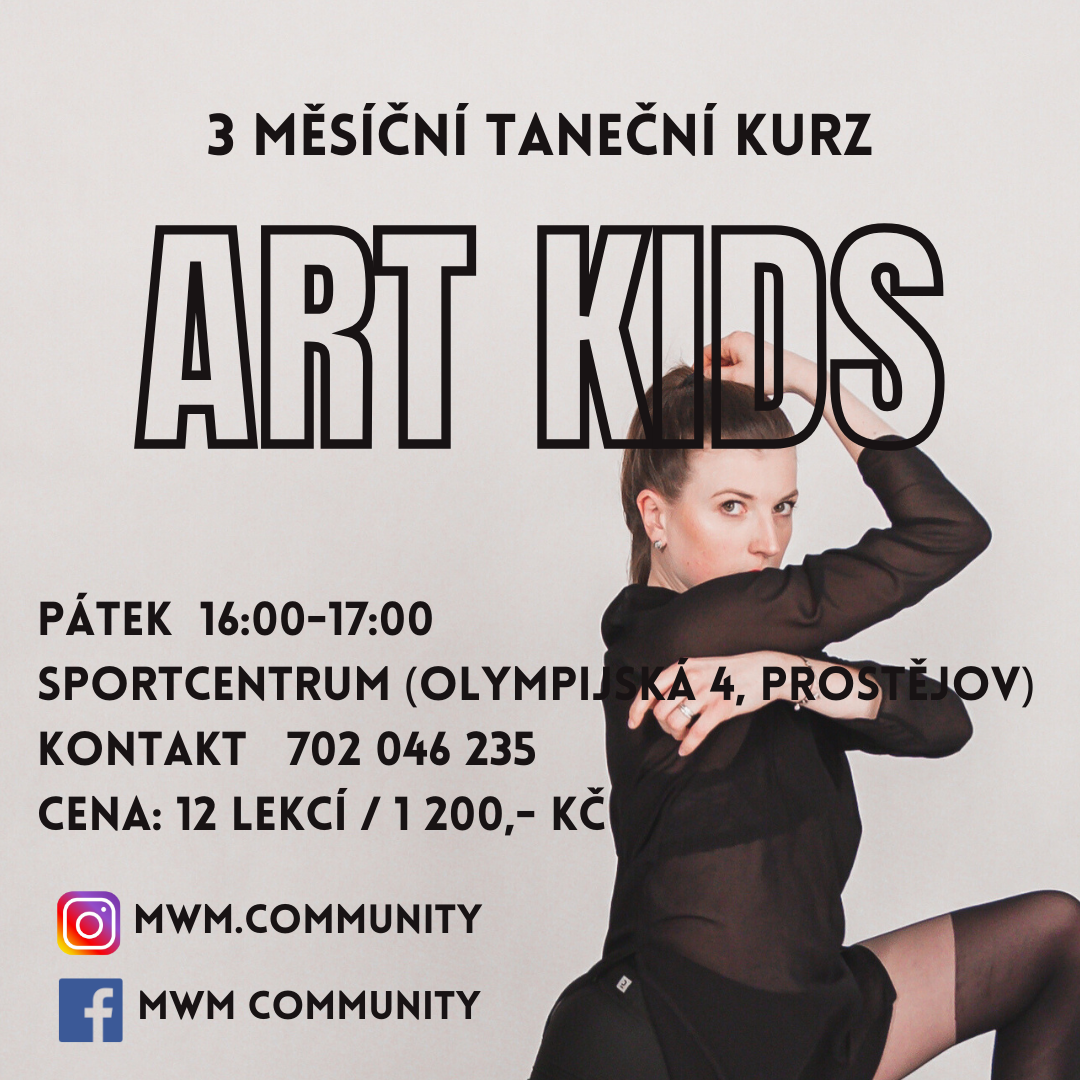 3 MĚSÍČNÍ TANEČNÍ KURZ
ART KIDS
PÁTEK 16:00-17:00
SPORTCENTRUM (OLYMPIJSKÁ 4, PROSTĚJOV)
KONTAKT 702 046 235
CENA: 12 LEKCÍ / 1 200,- KČ
MWM.COMMUNITY
MWM COMMUNITY